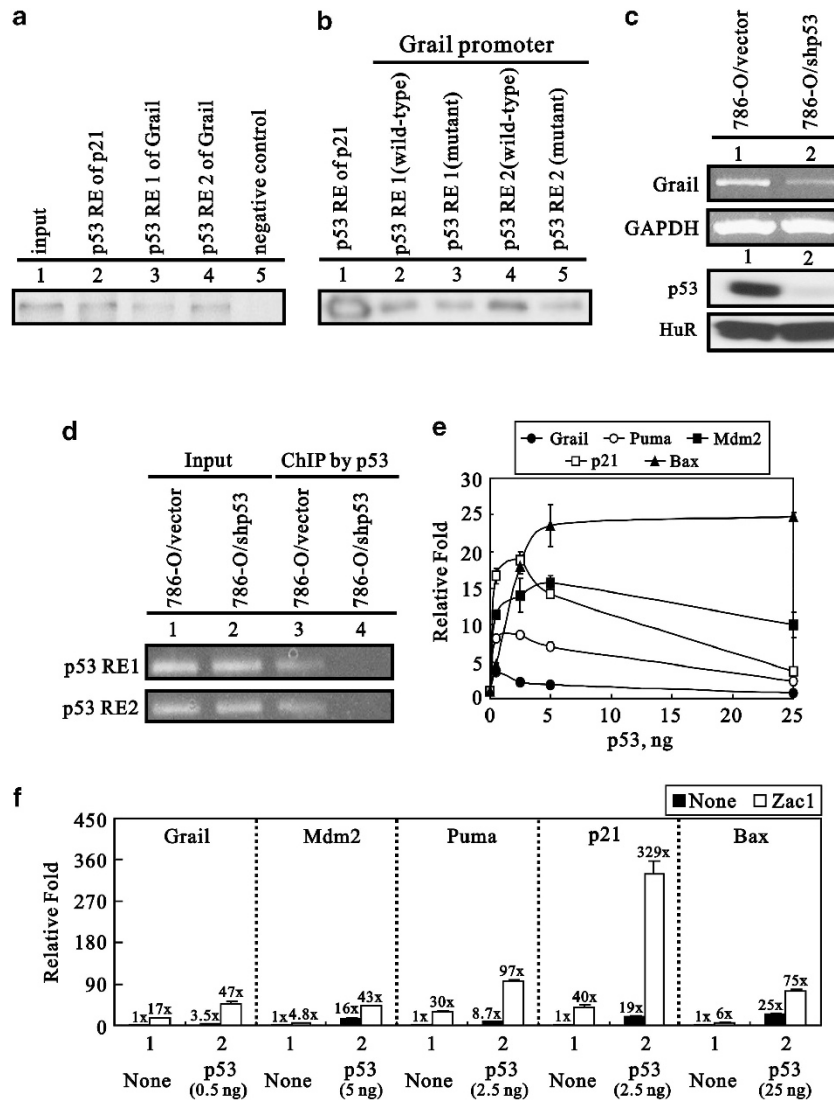 a
input
p53 RE of p21
p53 RE 1 of Grail
p53 RE 2 of Grail
negative control
1 2 3 4 5
b
Grail promoter
p53 RE of p21
p53 RE 1(wild-type)
p53 RE 1(mutant)
p53 RE 2(wild-type)
p53 RE 2 (mutant)
1 2 3 4 5
c
786-O/vector
786-O/shp53
1 2
Grail
GAPDH
1 2
p53
HuR
d
Input ChIP by p53
786-O/vector
786-O/shp53
786-O/vector
786-O/shp53
1 2 3 4
p53 RE1
p53 RE2
e
Grail Puma Mdm2
p21 Bax
Relative Fold
30
25
20
15
10
5
0
0 5 10 15 20 25
p53, ng
f
None Zac1
Relative Fold
450
360
270
180
90
0
Grail Mdm2 Puma p21 Bax
1x 17x 3.5x 47x 1x 4.8x 16x 43x 1x 30x 8.7x 97x 1x 40x 19x 329x 1x 6x 25x 75x
1 2 1 2 1 2 1 2 1 2
None p53 None p53 None p53 None p53 None p53
(0.5 ng) (5 ng) (2.5 ng) (2.5 ng) (25 ng)